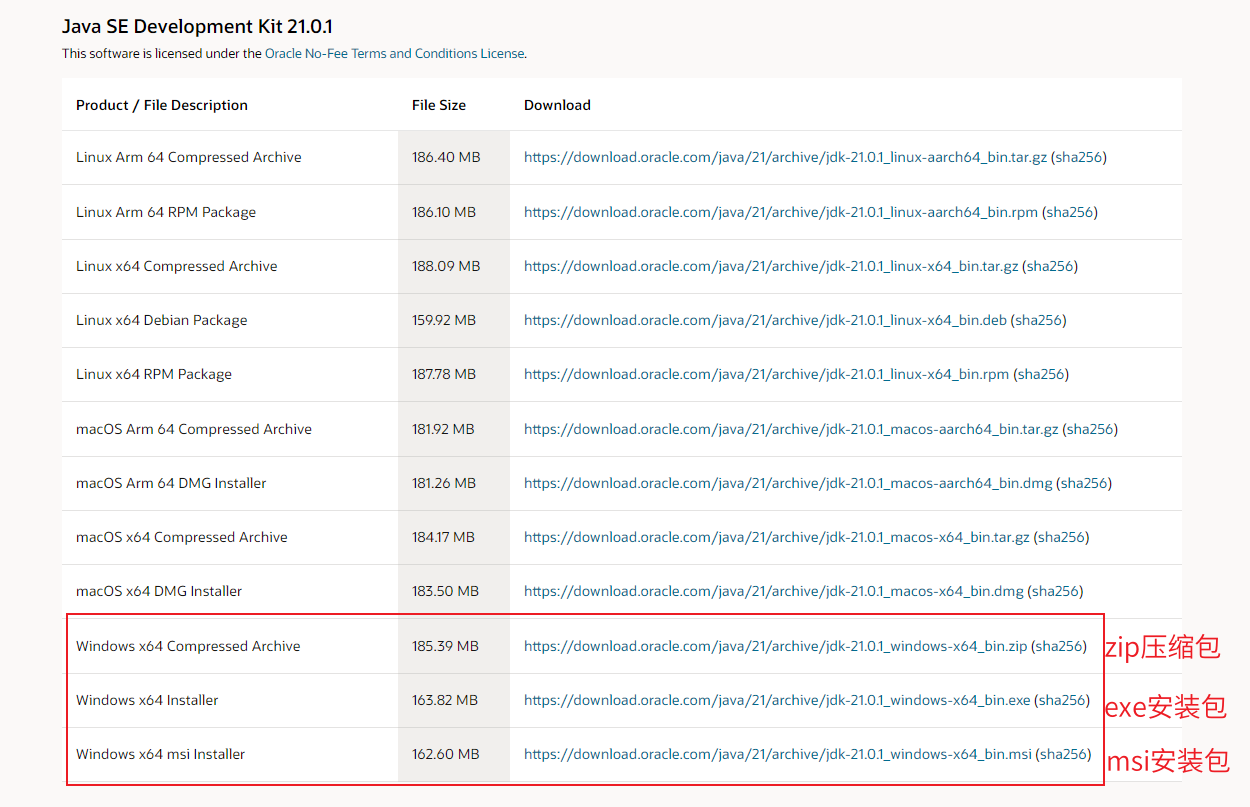 Java SE Development Kit 21.0.1
This software is licensed under the Oracle No-Fee Terms and Conditions License.
Product / File Description File Size Download
Linux Arm 64 Compressed Archive 186.40 MB https://download.oracle.com/java/21/archive/jdk-21.0.1_linux-aarch64_bin.tar.gz (sha256)
Linux Arm 64 RPM Package 186.10 MB https://download.oracle.com/java/21/archive/jdk-21.0.1_linux-aarch64_bin.rpm (sha256)
Linux x64 Compressed Archive 188.09 MB https://download.oracle.com/java/21/archive/jdk-21.0.1_linux-x64_bin.tar.gz (sha256)
Linux x64 Debian Package 159.92 MB https://download.oracle.com/java/21/archive/jdk-21.0.1_linux-x64_bin.deb (sha256)
Linux x64 RPM Package 187.78 MB https://download.oracle.com/java/21/archive/jdk-21.0.1_linux-x64_bin.rpm (sha256)
macOS Arm 64 Compressed Archive 181.92 MB https://download.oracle.com/java/21/archive/jdk-21.0.1_macos-aarch64_bin.tar.gz (sha256)
macOS Arm 64 DMG Installer 181.26 MB https://download.oracle.com/java/21/archive/jdk-21.0.1_macos-aarch64_bin.dmg (sha256)
macOS x64 Compressed Archive 184.17 MB https://download.oracle.com/java/21/archive/jdk-21.0.1_macos-x64_bin.tar.gz (sha256)
macOS x64 DMG Installer 183.50 MB https://download.oracle.com/java/21/archive/jdk-21.0.1_macos-x64_bin.dmg (sha256)
Windows x64 Compressed Archive 185.39 MB https://download.oracle.com/java/21/archive/jdk-21.0.1_windows-x64_bin.zip (sha256) zip压缩包
Windows x64 Installer 163.82 MB https://download.oracle.com/java/21/archive/jdk-21.0.1_windows-x64_bin.exe (sha256) exe安装包
Windows x64 msi Installer 162.60 MB https://download.oracle.com/java/21/archive/jdk-21.0.1_windows-x64_bin.msi (sha256) msi安装包